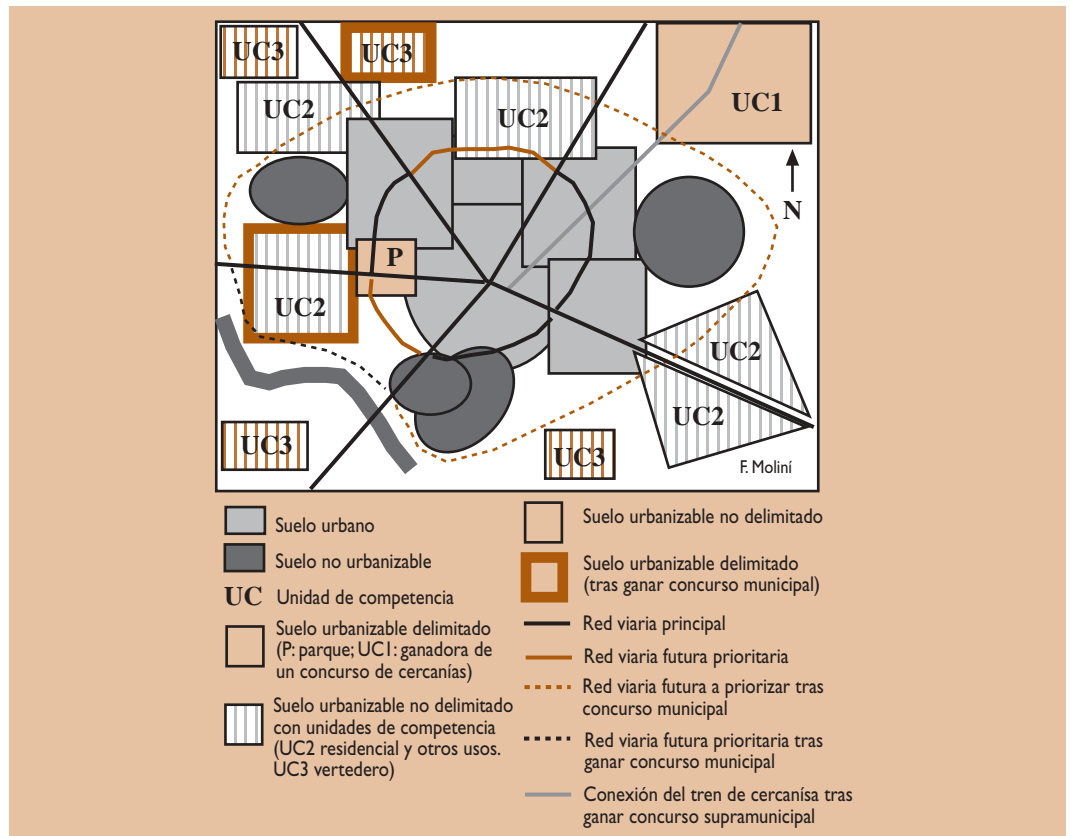 UC3
UC3
UC2
UC2
UC1
N
P
UC2
UC2
UC2
UC3
UC3
F. Moliní
Suelo urbano
Suelo no urbanizable
UC Unidad de competencia
Suelo urbanizable delimitado
(P: parque; UC1: ganadora de
un concurso de cercanías)
Suelo urbanizable no delimitado
con unidades de competencia
(UC2 residencial y otros usos.
UC3 vertedero)
Suelo urbanizable no delimitado
Suelo urbanizable delimitado
(tras ganar concurso municipal)
Red viaria principal
Red viaria futura prioritaria
Red viaria futura a priorizar tras
concurso municipal
Red viaria futura prioritaria tras
ganar concurso municipal
Conexión del tren de cercanísa tras
ganar concurso supramunicipal